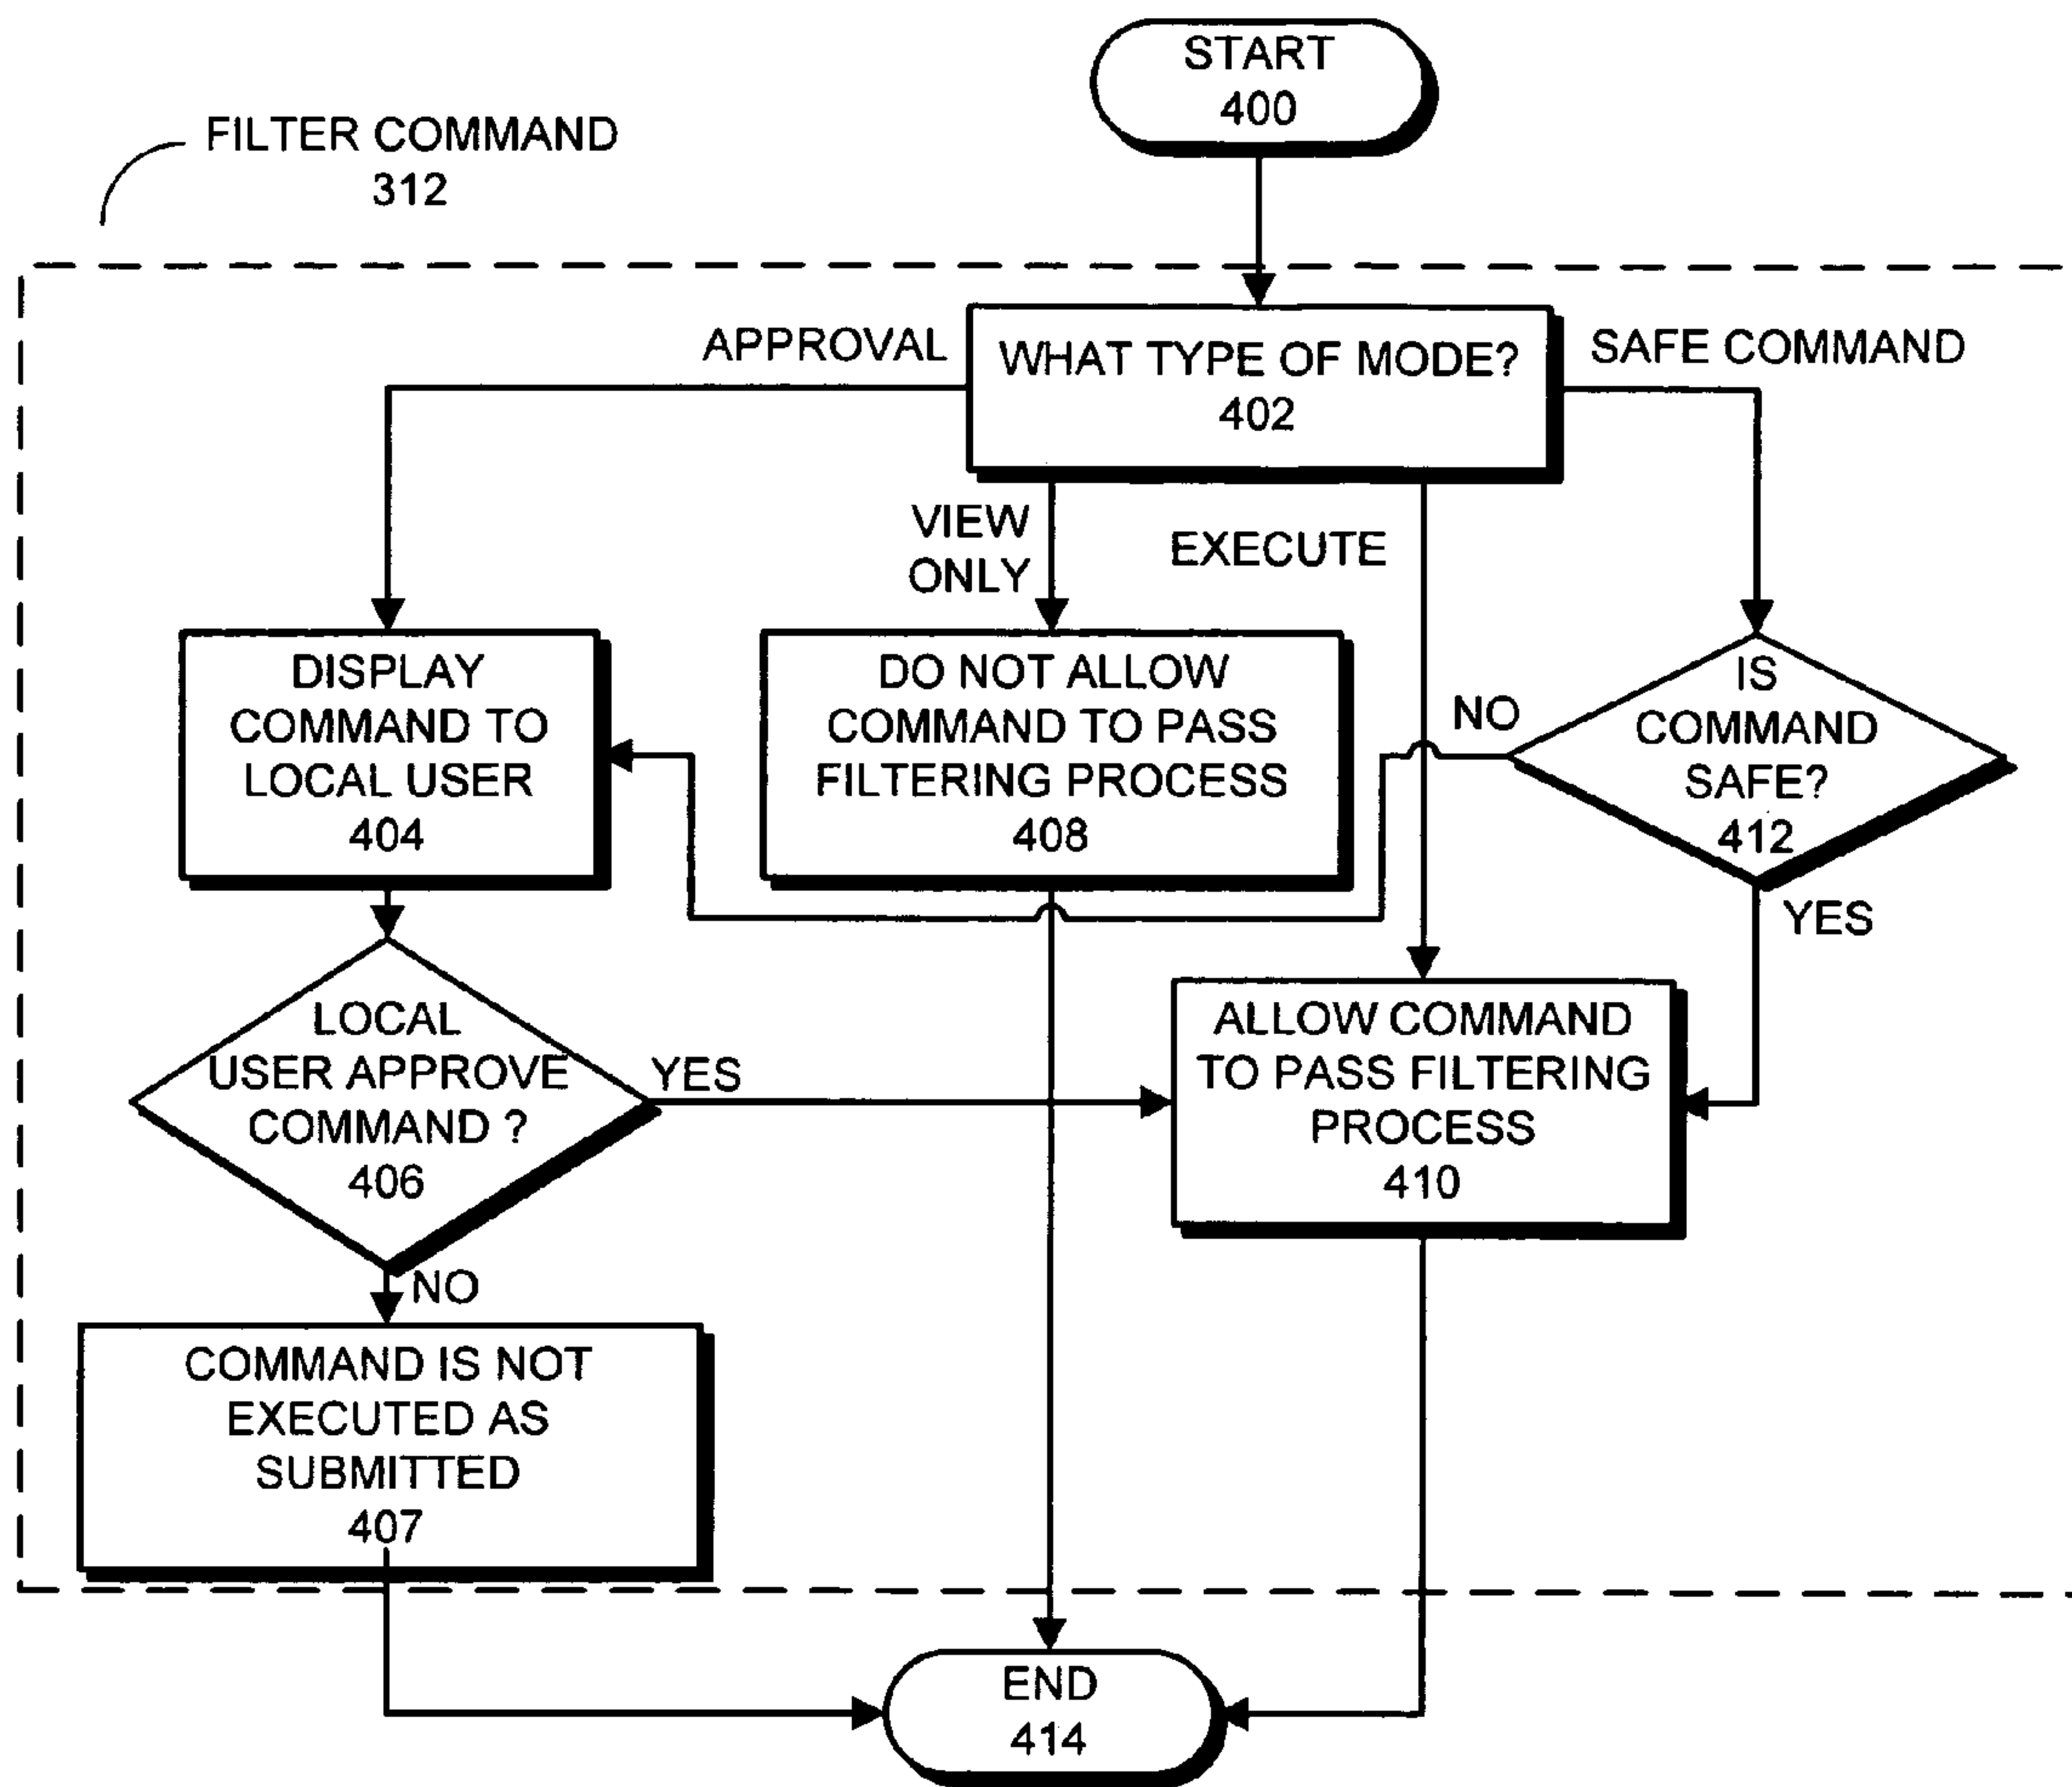 START
400
FILTER COMMAND
312
APPROVAL
WHAT TYPE OF MODE?
402
SAFE COMMAND
VIEW
ONLY
EXECUTE
DISPLAY
COMMAND TO
LOCAL USER
404
DO NOT ALLOW
COMMAND TO PASS
FILTERING PROCESS
408
NO
IS
COMMAND
SAFE?
412
YES
LOCAL
USER APPROVE
COMMAND ?
406
YES
ALLOW COMMAND
TO PASS FILTERING
PROCESS
410
NO
COMMAND IS NOT
EXECUTED AS
SUBMITTED
407
END
414